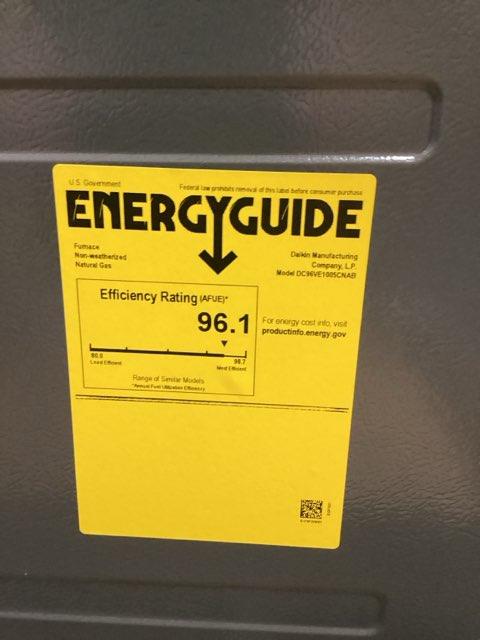 U.S. Government
Federal law prohibits removal of this label before consumer purchase
ENERGYGUIDE
Furnace
Non-weatherized
Natural Gas
Daikin Manufacturing
Company, L.P.
Model DC96VE1005CNAB
Efficiency Rating (AFUE)*
96.1
For energy cost info, visit
productinfo.energy.gov
80.0
98.7
Least Efficient
Most Efficient
Range of Similar Models
*Annual Fuel Utilization Efficiency